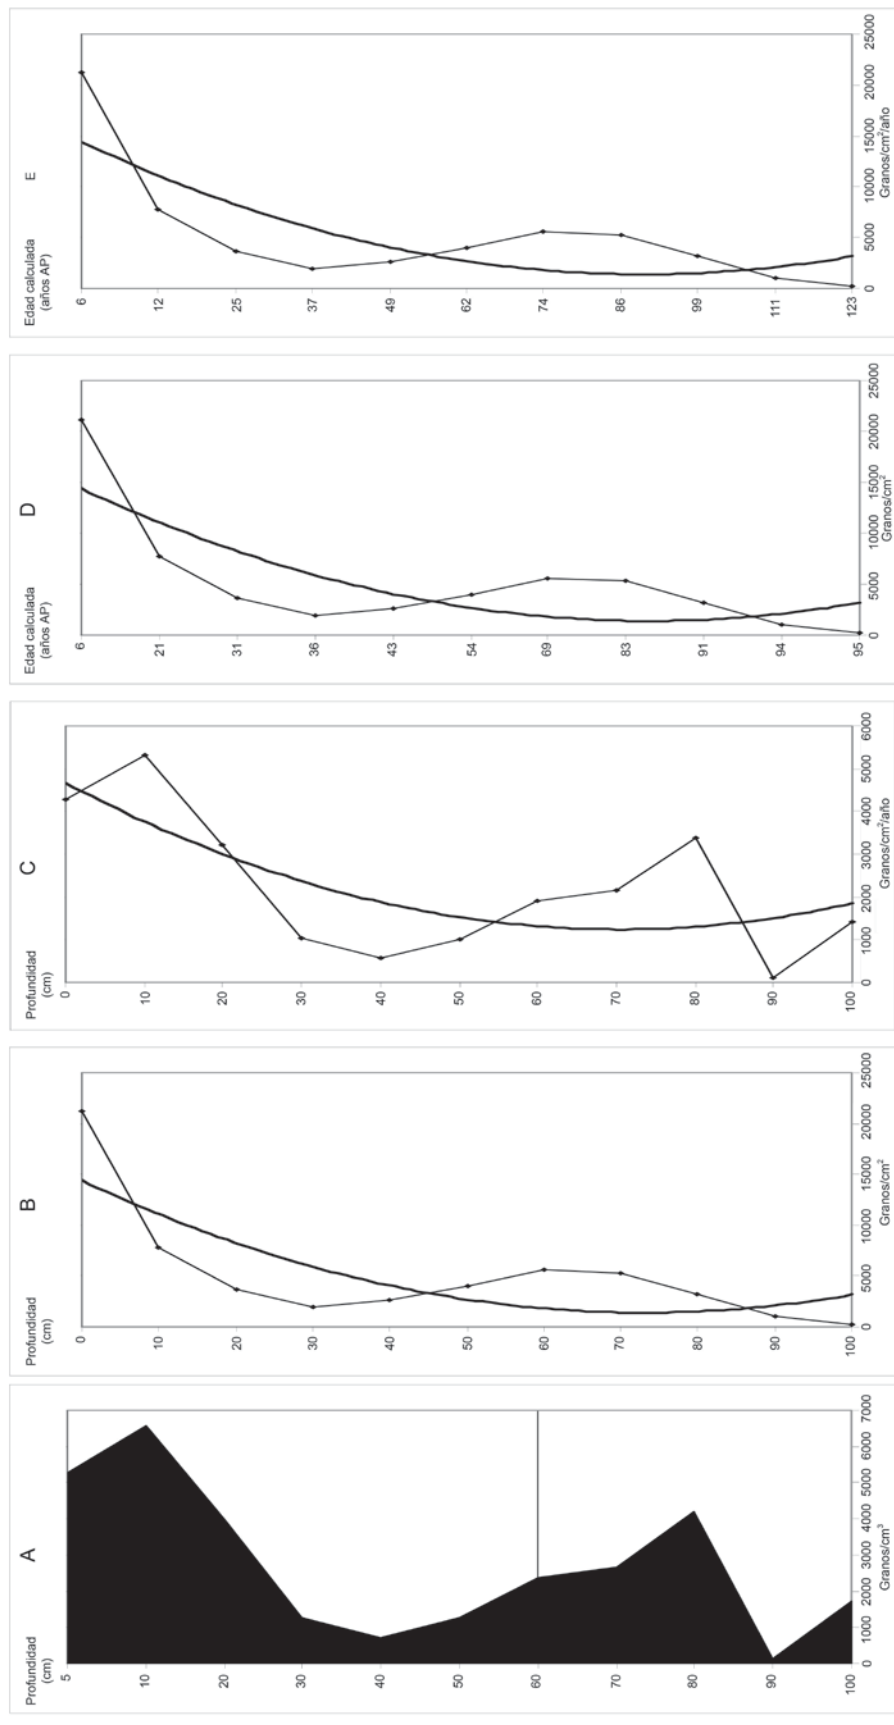 A
Profundidad
(cm)
5
10
20
30
40
50
60
70
80
90
100
0 1000 2000 3000 4000 5000 6000 7000
Granos/cm³
B
Profundidad
(cm)
0
10
20
30
40
50
60
70
80
90
100
0 5000 10000 15000 20000 25000
Granos/cm²
C
Profundidad
(cm)
0
10
20
30
40
50
60
70
80
90
100
0 1000 2000 3000 4000 5000 6000
Granos/cm²/año
D
Edad calculada
(años AP)
6
21
31
36
43
54
69
83
91
94
95
0 5000 10000 15000 20000 25000
Granos/cm²
E
Edad calculada
(años AP)
6
12
25
37
49
62
74
86
99
111
123
0 5000 10000 15000 20000 25000
Granos/cm²/año